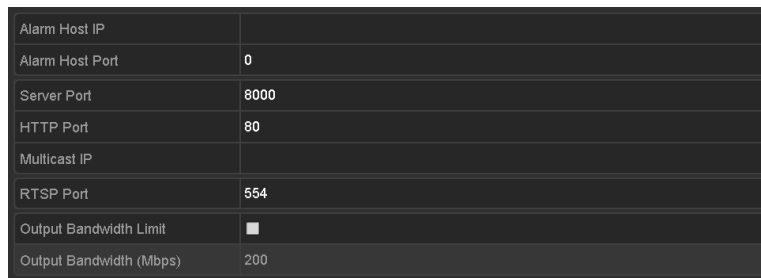 Alarm Host IP
Alarm Host Port 0
Server Port 8000
HTTP Port 80
Multicast IP
RTSP Port 554
Output Bandwidth Limit
Output Bandwidth (Mbps) 200